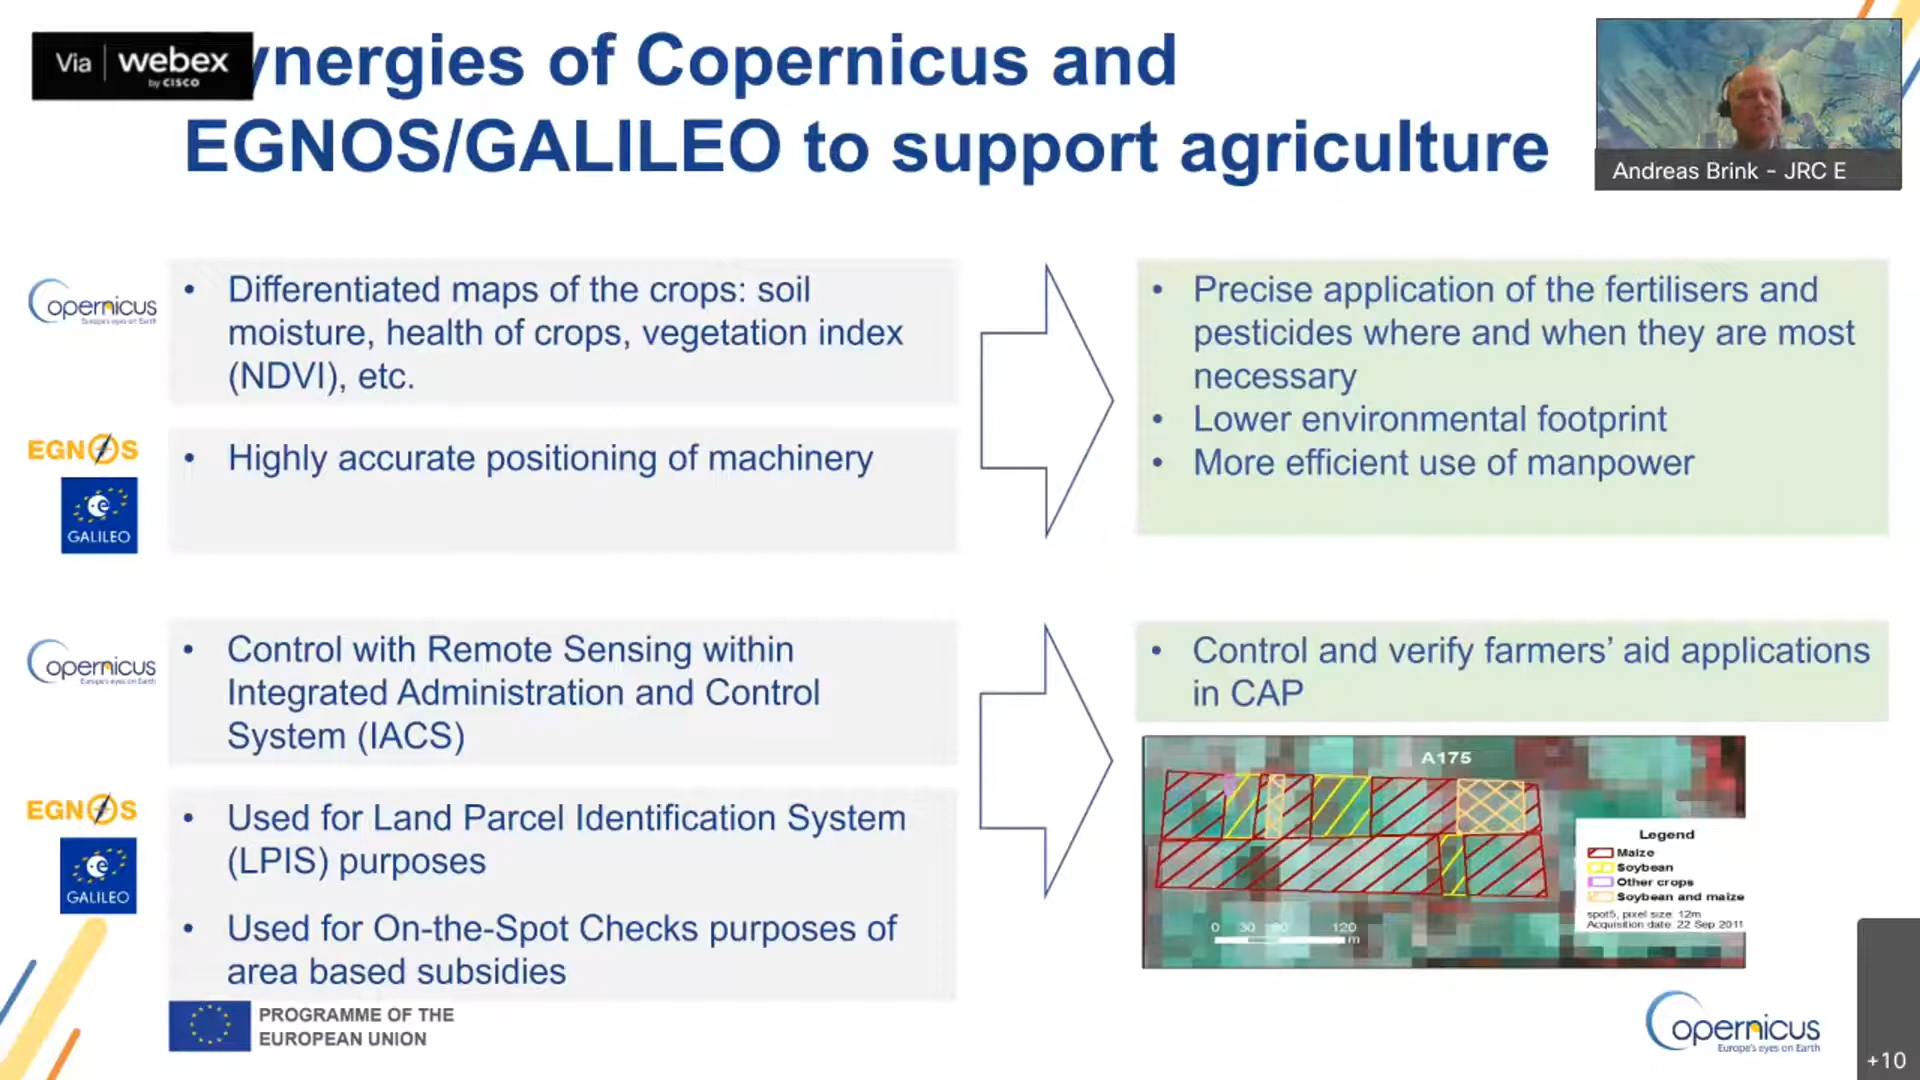 Via webex
by CISCO
ynergies of Copernicus and
EGNOS/GALILEO to support agriculture
Andreas Brink - JRC E
opernicus
Europe's eyes on Earth
• Differentiated maps of the crops: soil
moisture, health of crops, vegetation index
(NDVI), etc.
EGNOS
GALILEO
• Highly accurate positioning of machinery
• Precise application of the fertilisers and
pesticides where and when they are most
necessary
• Lower environmental footprint
• More efficient use of manpower
opernicus
Europe's eyes on Earth
• Control with Remote Sensing within
Integrated Administration and Control
System (IACS)
EGNOS
GALILEO
• Used for Land Parcel Identification System
(LPIS) purposes
• Used for On-the-Spot Checks purposes of
area based subsidies
• Control and verify farmers’ aid applications
in CAP
A175
Legend
Maize
Soybean
Other crops
Soybean and maize
spot5, pixel size: 12m
Acquisition date: 22 Sep 2011
0 30 60 120
m
PROGRAMME OF THE
EUROPEAN UNION
opernicus
Europe's eyes on Earth
+10